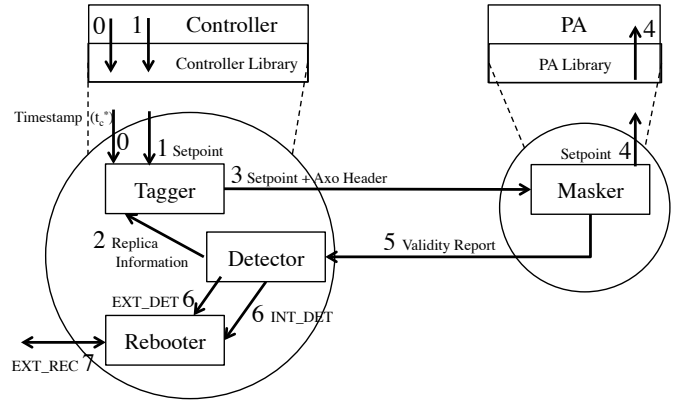 0 1 Controller
Controller Library
PA 4
PA Library
Timestamp (t_c^*)
0
1 Setpoint
Tagger
3 Setpoint + Axo Header
Setpoint 4
Masker
2 Replica
Information
Detector
5 Validity Report
EXT_DET 6
6 INT_DET
Rebooter
EXT_REC 7